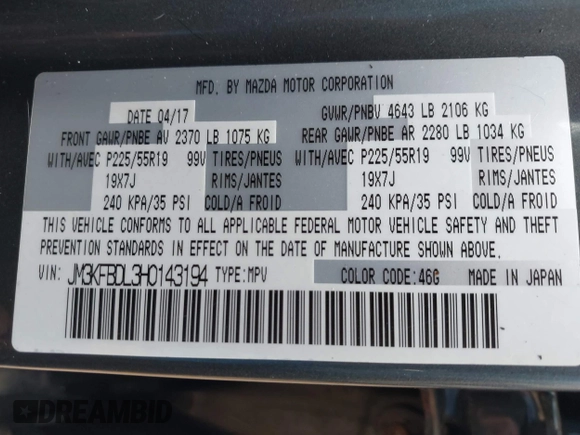 MFD. BY MAZDA MOTOR CORPORATION
DATE 04/17 GVWR/PNBV 4643 LB 2106 KG
FRONT GAWR/PNBE AV 2370 LB 1075 KG REAR GAWR/PNBE AR 2280 LB 1034 KG
WITH/AVEC P225/55R19 99V TIRES/PNEUS WITH/AVEC P225/55R19 99V TIRES/PNEUS
19X7J RIMS/JANTES 19X7J RIMS/JANTES
240 KPA/35 PSI COLD/A FROID 240 KPA/35 PSI COLD/A FROID
THIS VEHICLE CONFORMS TO ALL APPLICABLE FEDERAL MOTOR VEHICLE SAFETY AND THEFT
PREVENTION STANDARDS IN EFFECT ON THE DATE OF MANUFACTURE SHOWN ABOVE.
VIN: JM3KFBDL3H0143194 TYPE:MPV COLOR CODE:46G MADE IN JAPAN
DREAMBID